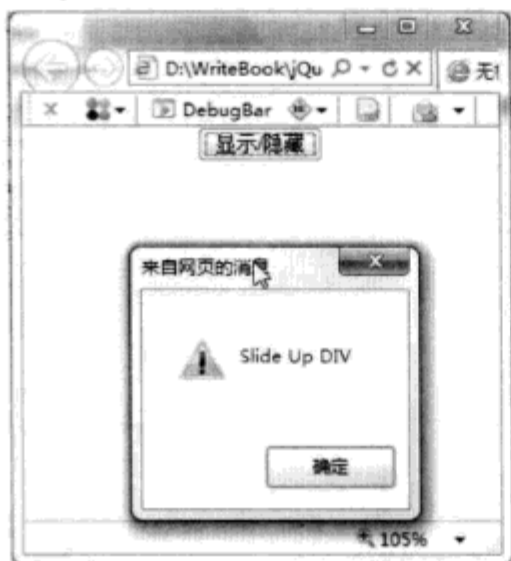 D:\WriteBook\jQu
无
DebugBar
显示/隐藏
来自网页的消息
Slide Up DIV
确定
105%